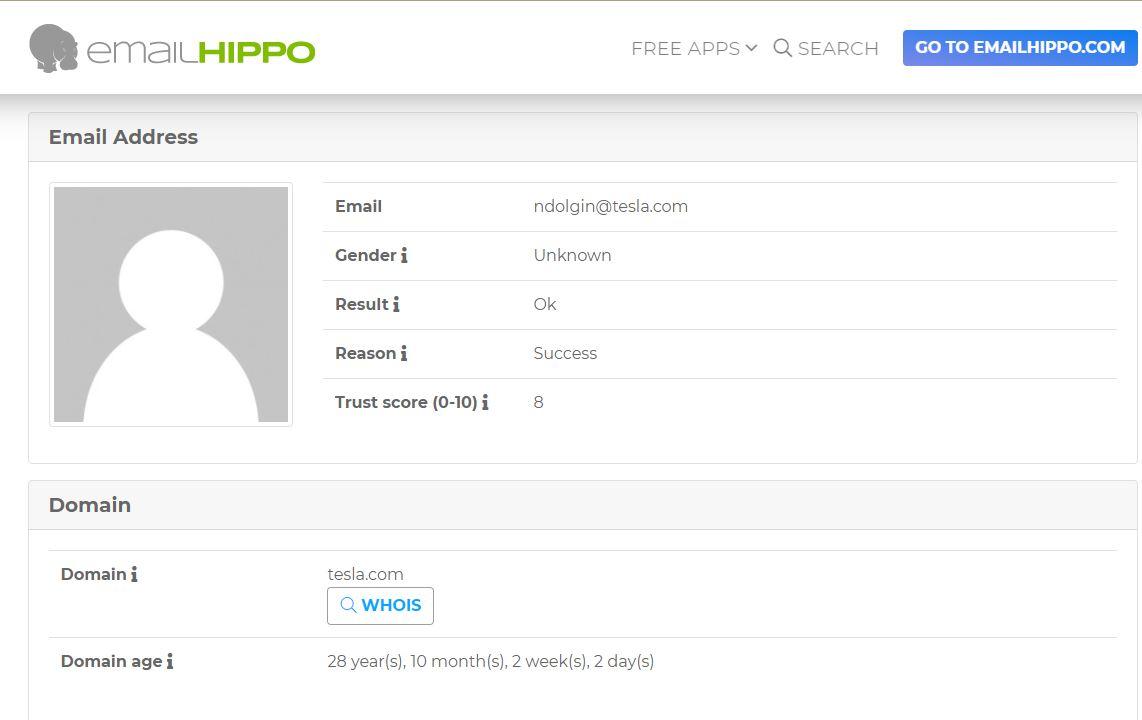 emailHIPPO FREE APPS SEARCH GO TO EMAILHIPPO.COM
Email Address
Email ndolgin@tesla.com
Gender Unknown
Result Ok
Reason Success
Trust score (0-10) 8
Domain
Domain tesla.com
WHOIS
Domain age 28 year(s), 10 month(s), 2 week(s), 2 day(s)